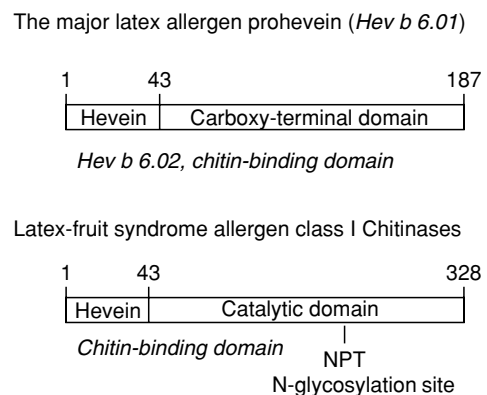 The major latex allergen prohevein (Hev b 6.01)
1 43 187
Hevein Carboxy-terminal domain
Hev b 6.02, chitin-binding domain
Latex-fruit syndrome allergen class I Chitinases
1 43 328
Hevein Catalytic domain
Chitin-binding domain
NPT
N-glycosylation site